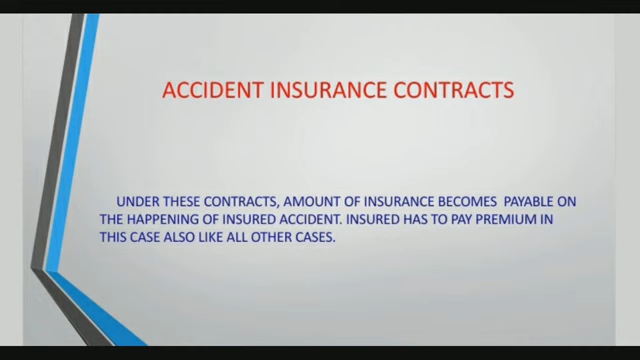 ACCIDENT INSURANCE CONTRACTS
UNDER THESE CONTRACTS, AMOUNT OF INSURANCE BECOMES PAYABLE ON
THE HAPPENING OF INSURED ACCIDENT. INSURED HAS TO PAY PREMIUM IN
THIS CASE ALSO LIKE ALL OTHER CASES.